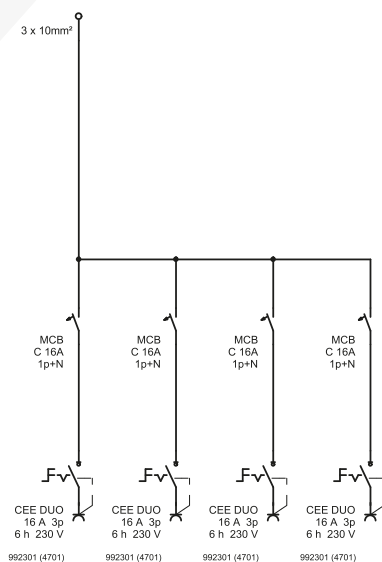 3 x 10mm²
MCB
C 16A
1p+N
MCB
C 16A
1p+N
MCB
C 16A
1p+N
MCB
C 16A
1p+N
CEE DUO
16 A 3p
6 h 230 V
CEE DUO
16 A 3p
6 h 230 V
CEE DUO
16 A 3p
6 h 230 V
CEE DUO
16 A 3p
6 h 230 V
992301 (4701)
992301 (4701)
992301 (4701)
992301 (4701)